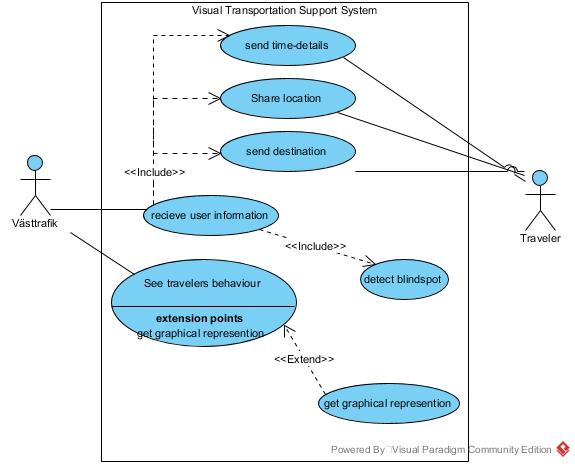 Visual Transportation Support System
send time-details
Share location
send destination
<<Include>>
Västtrafik
recieve user information
Traveler
<<Include>>
detect blindspot
See travelers behaviour
extension points
get graphical represention
<<Extend>>
get graphical represention
Powered By Visual Paradigm Community Edition